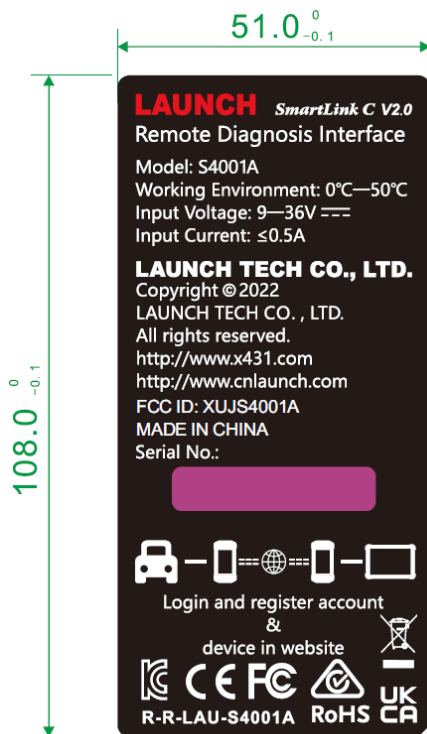 51.0 0 -0.1
108.0 0 -0.1
LAUNCH SmartLink C V2.0
Remote Diagnosis Interface
Model: S4001A
Working Environment: 0℃—50℃
Input Voltage: 9—36V
Input Current: ≤0.5A
LAUNCH TECH CO., LTD.
Copyright © 2022
LAUNCH TECH CO. , LTD.
All rights reserved.
http://www.x431.com
http://www.cnlaunch.com
FCC ID: XUJS4001A
MADE IN CHINA
Serial No.:
Login and register account
&
device in website
KC CE FC
R-R-LAU-S4001A RoHS UK CA